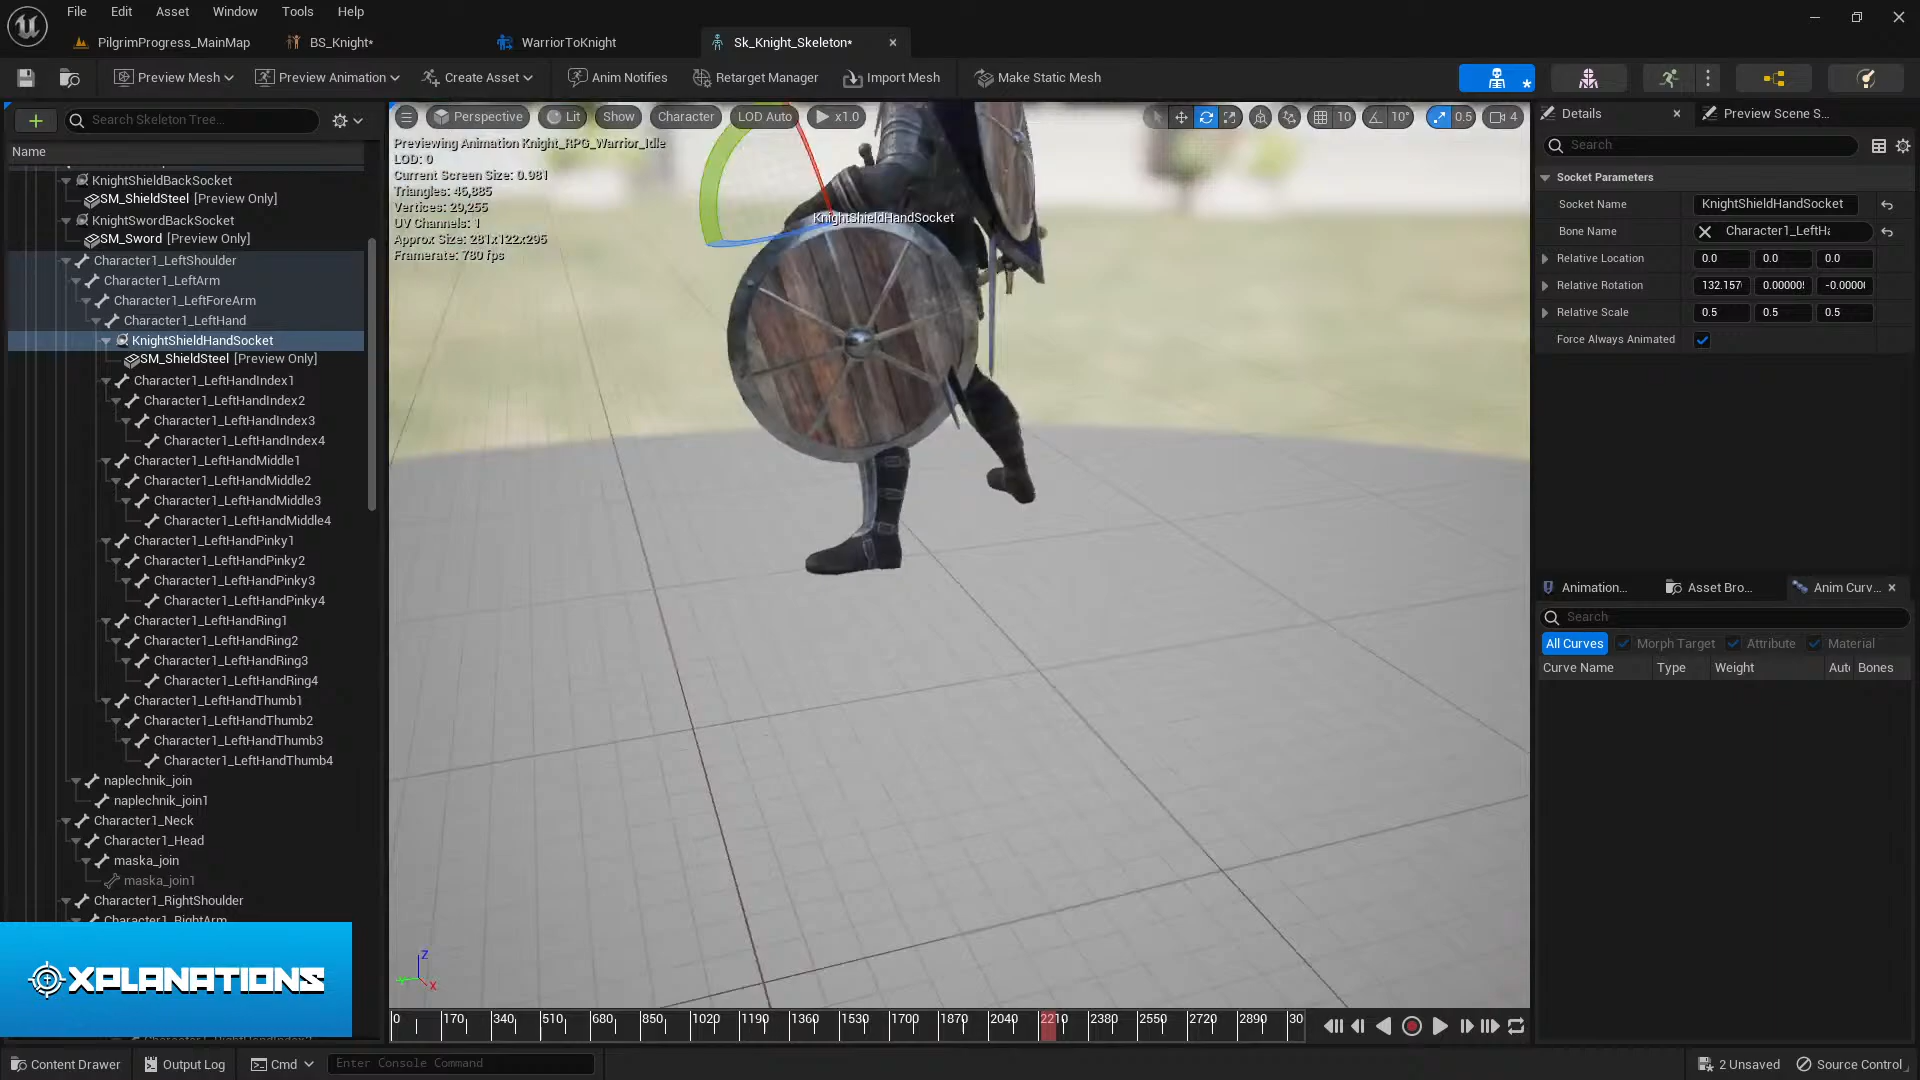 File Edit Asset Window Tools Help
PilgrimProgress_MainMap BS_Knight* WarriorToKnight Sk_Knight_Skeleton*
Preview Mesh Preview Animation Create Asset Anim Notifies Retarget Manager Import Mesh Make Static Mesh
Search Skeleton Tree...
Name
KnightShieldBackSocket
SM_ShieldSteel [Preview Only]
KnightSwordBackSocket
SM_Sword [Preview Only]
Character1_LeftShoulder
Character1_LeftArm
Character1_LeftForeArm
Character1_LeftHand
KnightShieldHandSocket
SM_ShieldSteel [Preview Only]
Character1_LeftHandIndex1
Character1_LeftHandIndex2
Character1_LeftHandIndex3
Character1_LeftHandIndex4
Character1_LeftHandMiddle1
Character1_LeftHandMiddle2
Character1_LeftHandMiddle3
Character1_LeftHandMiddle4
Character1_LeftHandPinky1
Character1_LeftHandPinky2
Character1_LeftHandPinky3
Character1_LeftHandPinky4
Character1_LeftHandRing1
Character1_LeftHandRing2
Character1_LeftHandRing3
Character1_LeftHandRing4
Character1_LeftHandThumb1
Character1_LeftHandThumb2
Character1_LeftHandThumb3
Character1_LeftHandThumb4
naplechnik_join
naplechnik_join1
Character1_Neck
Character1_Head
maska_join
maska_join1
Character1_RightShoulder
Character1_RightArm
XPLANATIONS
Perspective Lit Show Character LOD Auto x1.0 10 10° 0.5 4
Previewing Animation Knight_RPG_Warrior_Idle
LOD: 0
Current Screen Size: 0.981
Triangles: 46,885
Vertices: 29,255
UV Channels: 1
Approx Size: 281x122x295
Framerate: 780 fps
KnightShieldHandSocket
Z
X
0 170 340 510 680 850 1020 1190 1360 1530 1700 1870 2040 2210 2380 2550 2720 2890 30
Details Preview Scene S...
Search
Socket Parameters
Socket Name KnightShieldHandSocket
Bone Name Character1_LeftHa
Relative Location 0.0 0.0 0.0
Relative Rotation 132.157 0.00000 -0.0000
Relative Scale 0.5 0.5 0.5
Force Always Animated
Animation... Asset Bro... Anim Curv...
Search
All Curves Morph Target Attribute Material
Curve Name Type Weight Aut Bones
Content Drawer Output Log Cmd Enter Console Command 2 Unsaved Source Control